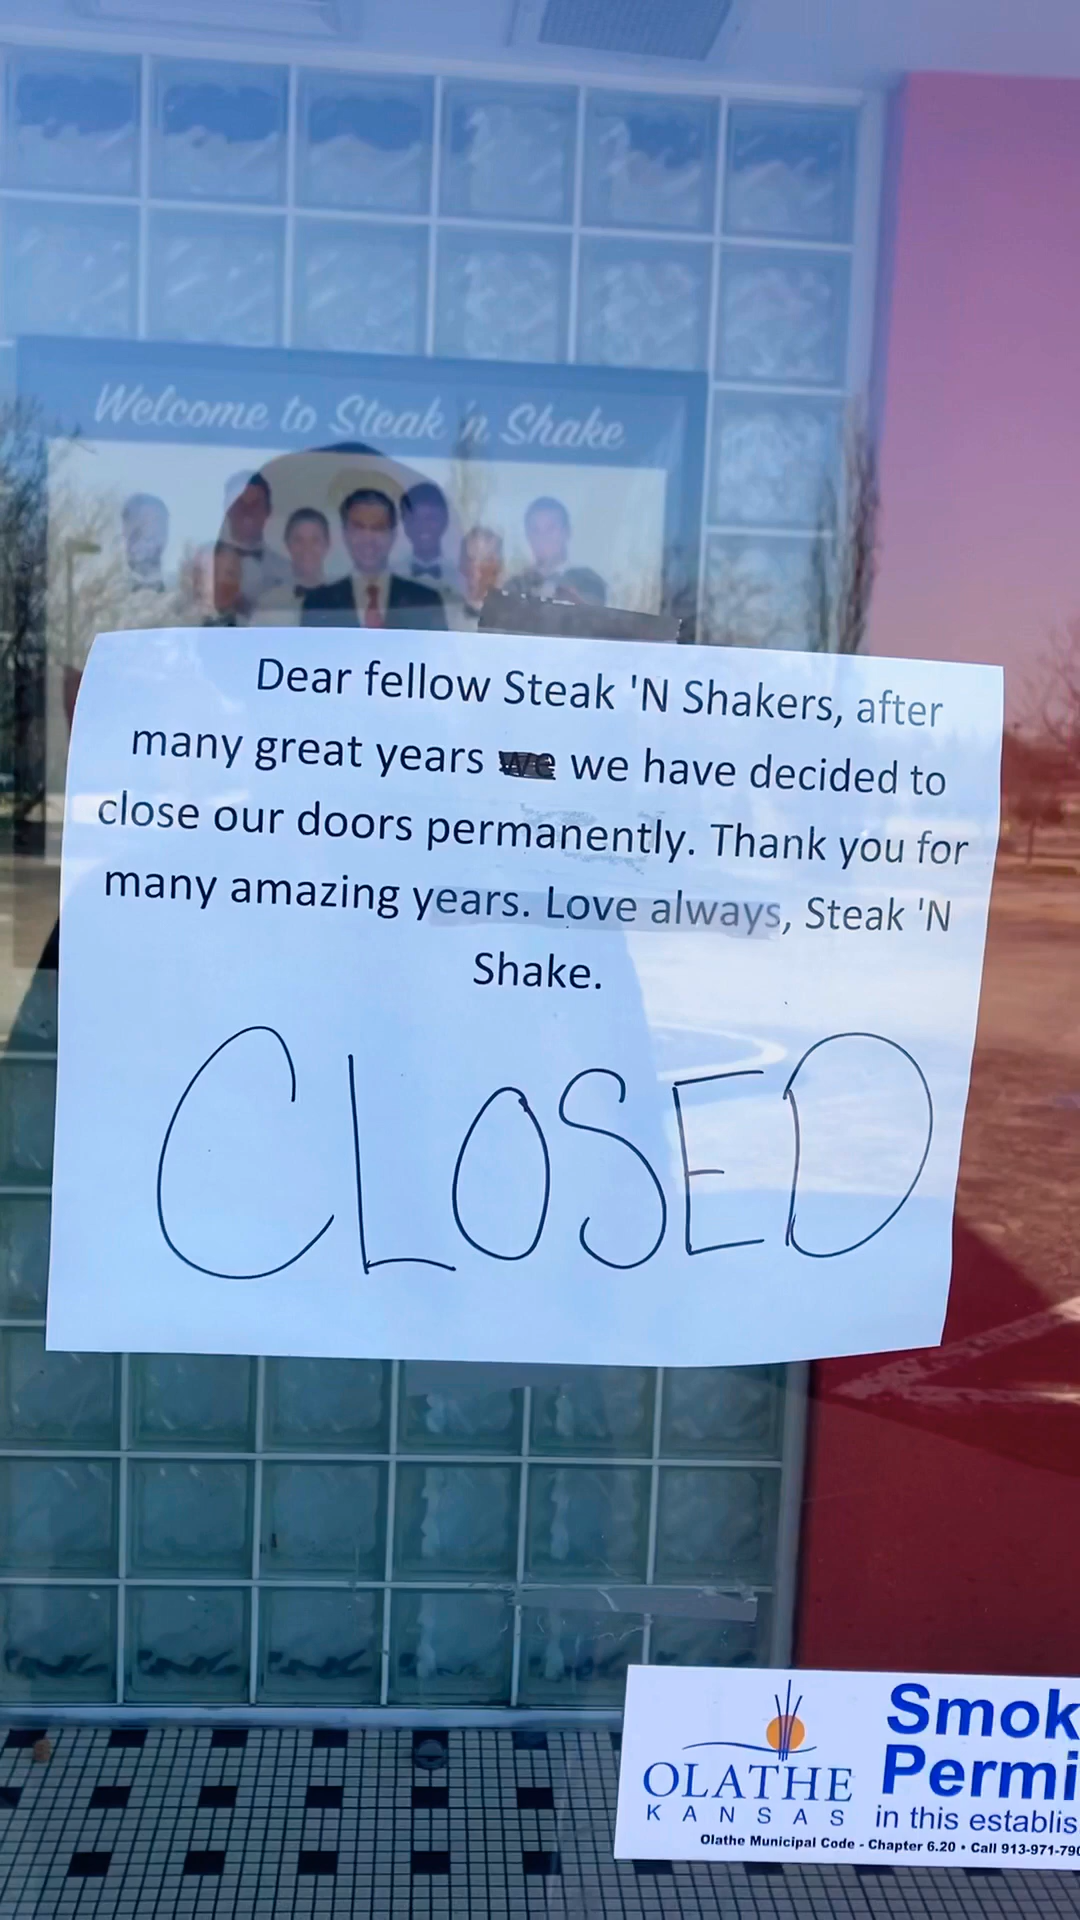 Welcome to Steak 'n Shake
Dear fellow Steak 'N Shakers, after
many great years we we have decided to
close our doors permanently. Thank you for
many amazing years. Love always, Steak 'N
Shake.
CLOSED
Smok
Permi
OLATHE
KANSAS
in this establis
Olathe Municipal Code - Chapter 6.20 • Call 913-971-790